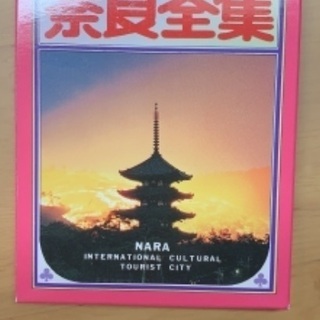 奈良全集
NARA
INTERNATIONAL CULTURAL
TOURIST CITY